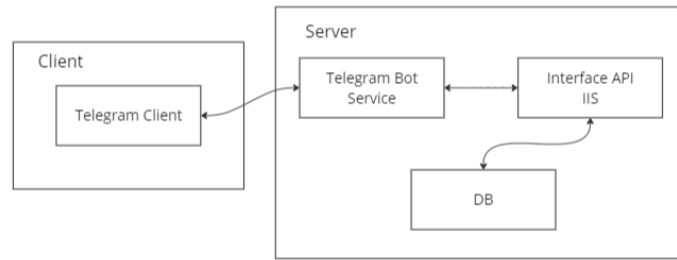 Client
Telegram Client
Server
Telegram Bot
Service
Interface API
IIS
DB